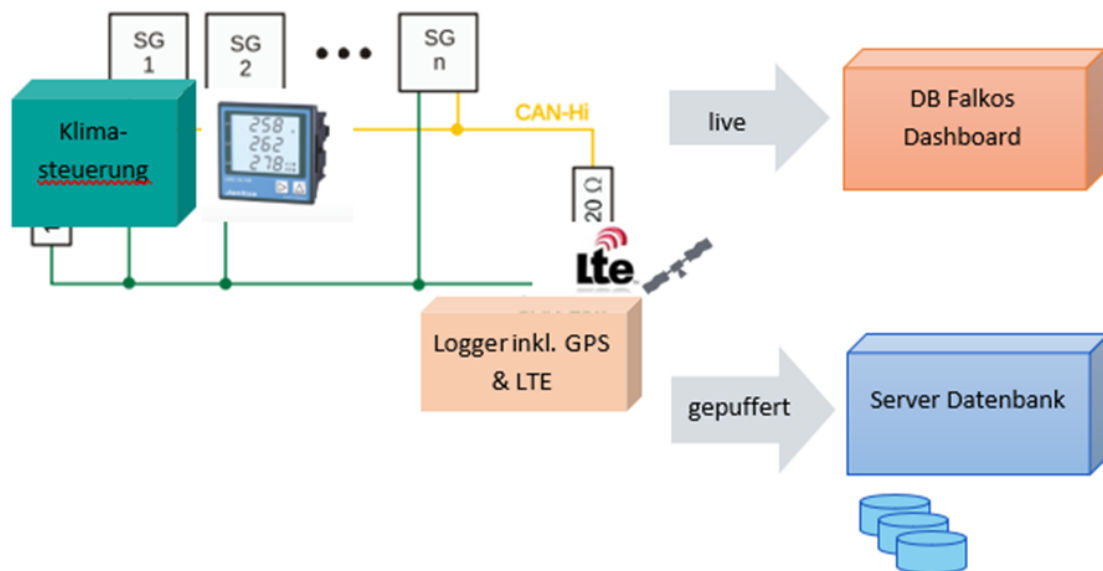 SG
1
SG
2
SG
n
Klima-
steuerung
258
262
278
Janitza
CAN-Hi
20 Ω
Lte
Logger inkl. GPS
& LTE
live
DB Falkos
Dashboard
gepuffert
Server Datenbank